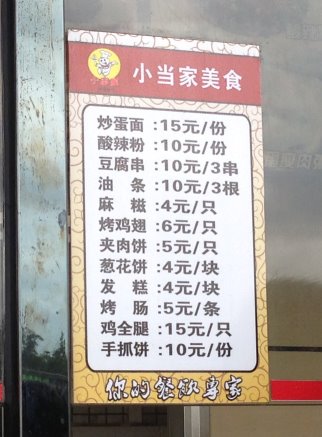 小当家美食
炒蛋面:15元/份
酸辣粉:10元/份
豆腐串:10元/3串
油 条:10元/3根
麻 糍:4元/只
烤鸡翅:6元/只
夹肉饼:5元/只
葱花饼:4元/块
发 糕:4元/块
烤 肠:5元/条
鸡全腿:15元/只
手抓饼:10元/份
你的餐飲專家